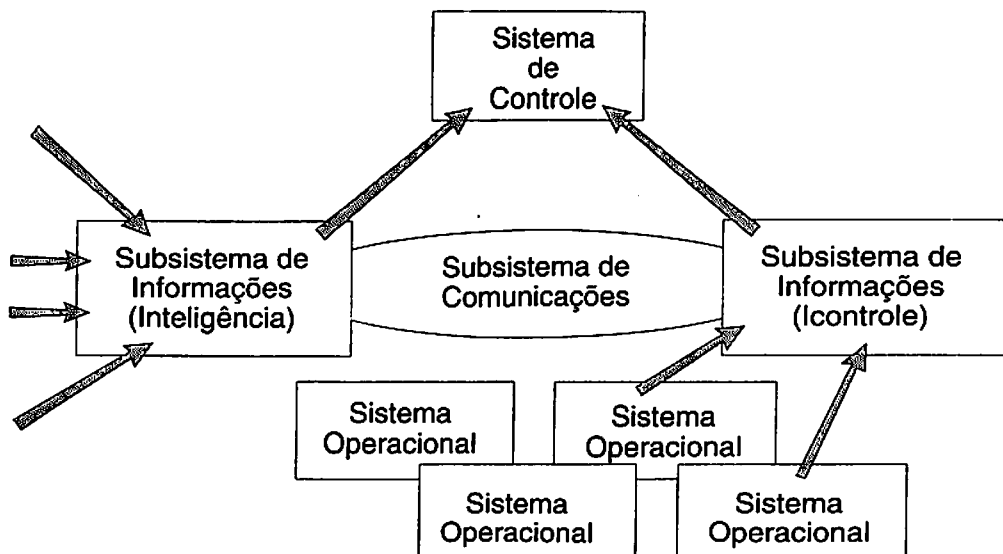 Sistema
de
Controle
Subsistema de
Informações
(Inteligência)
Subsistema de
Comunicações
Subsistema de
Informações
(Icontrole)
Sistema
Operacional
Sistema
Operacional
Sistema
Operacional
Sistema
Operacional